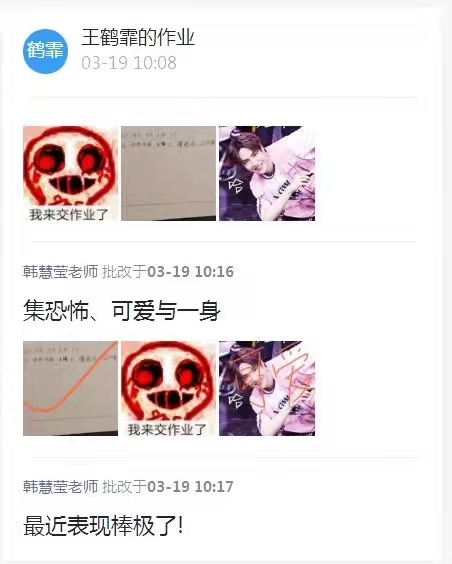 鹤霏
王鹤霏的作业
03-19 10:08
我来交作业了
哈
韩慧莹老师 批改于03-19 10:16
集恐怖、可爱与一身
我来交作业了
哈
韩慧莹老师 批改于03-19 10:17
最近表现棒极了!